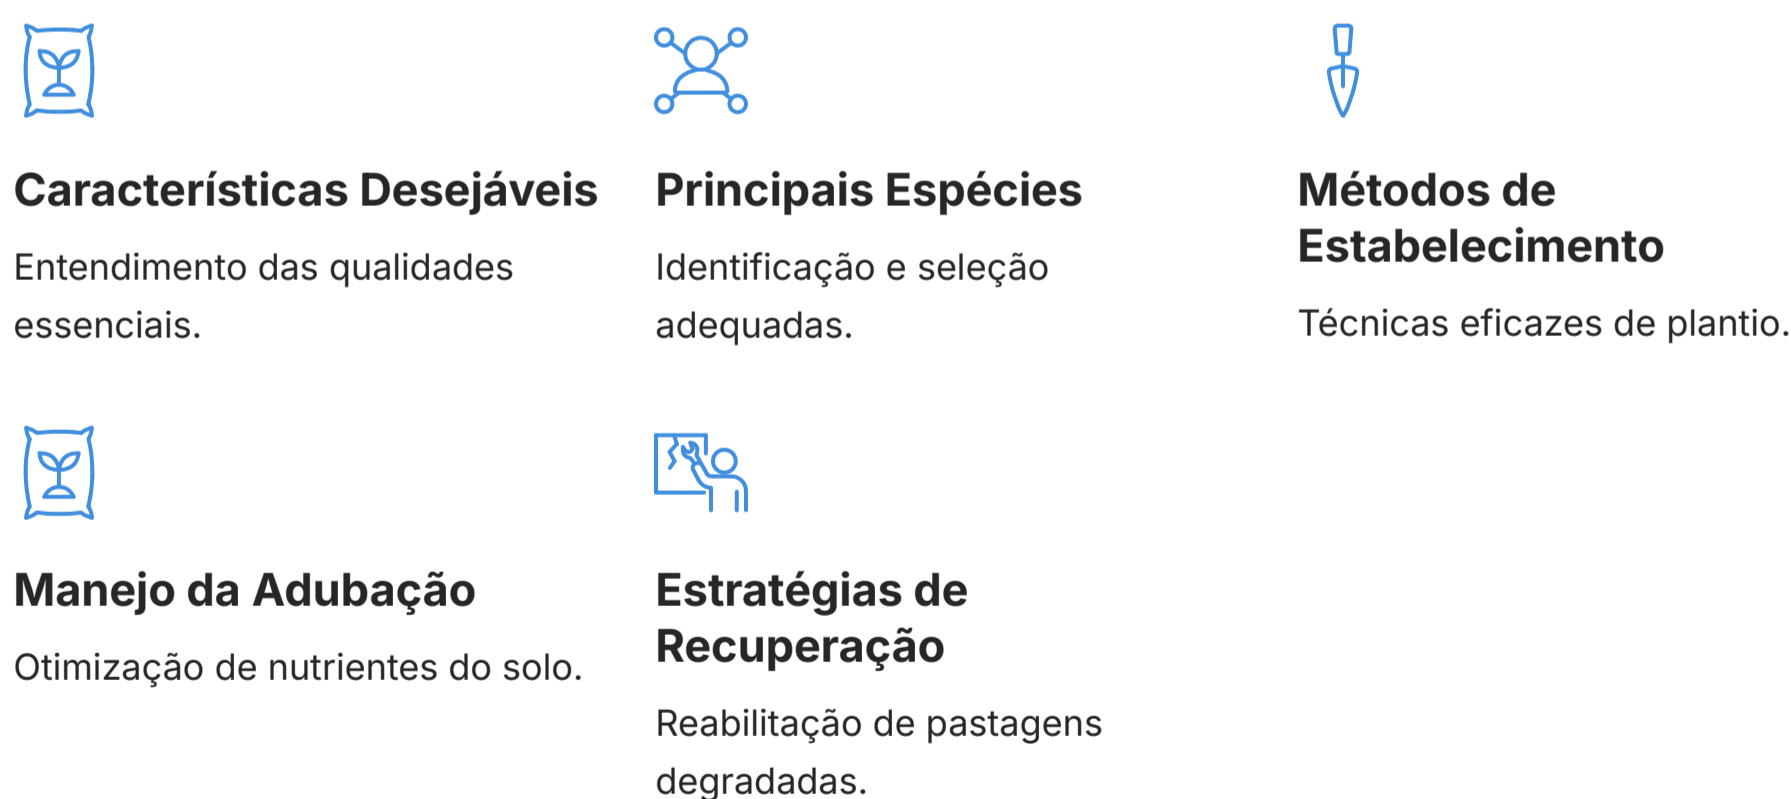 Características Desejáveis
Entendimento das qualidades
essenciais.
Principais Espécies
Identificação e seleção
adequadas.
Métodos de
Estabelecimento
Técnicas eficazes de plantio.
Manejo da Adubação
Otimização de nutrientes do solo.
Estratégias de
Recuperação
Reabilitação de pastagens
degradadas.